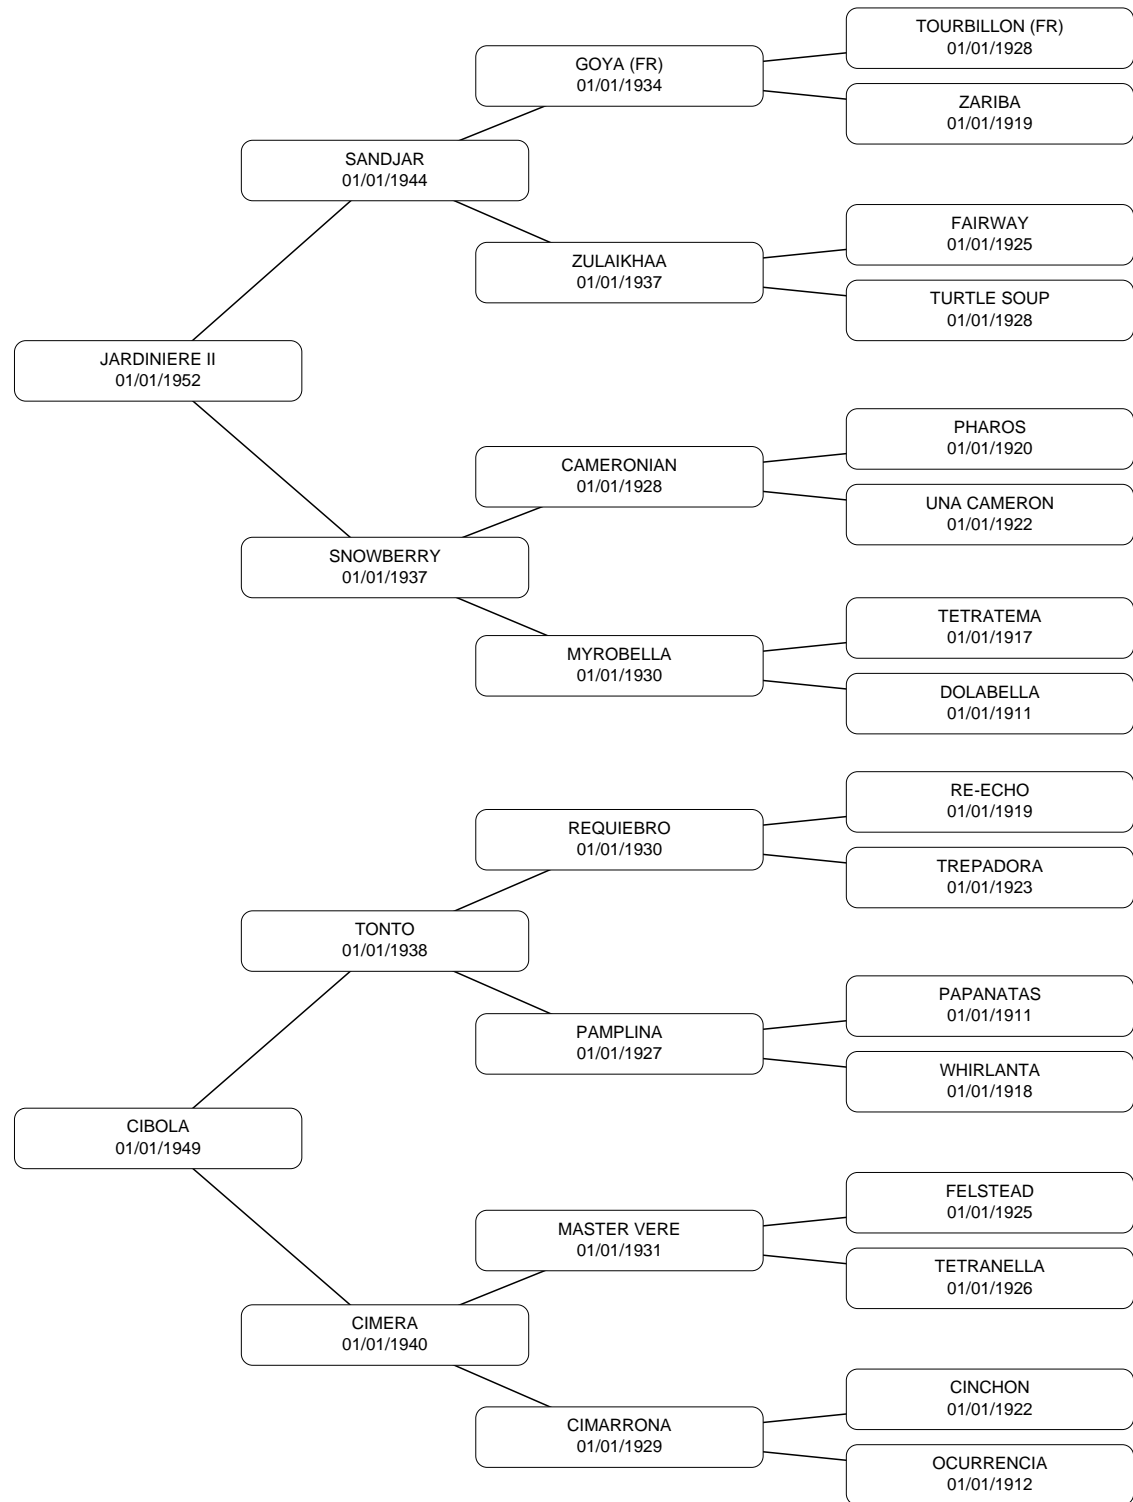 TOURBILLON (FR)
01/01/1928
GOYA (FR)
01/01/1934
ZARIBA
01/01/1919
SANDJAR
01/01/1944
FAIRWAY
01/01/1925
ZULAIKHAA
01/01/1937
TURTLE SOUP
01/01/1928
JARDINIERE II
01/01/1952
PHAROS
01/01/1920
CAMERONIAN
01/01/1928
UNA CAMERON
01/01/1922
SNOWBERRY
01/01/1937
TETRATEMA
01/01/1917
MYROBELLA
01/01/1930
DOLABELLA
01/01/1911
RE-ECHO
01/01/1919
REQUIEBRO
01/01/1930
TREPADORA
01/01/1923
TONTO
01/01/1938
PAPANATAS
01/01/1911
PAMPLINA
01/01/1927
WHIRLANTA
01/01/1918
CIBOLA
01/01/1949
FELSTEAD
01/01/1925
MASTER VERE
01/01/1931
TETRANELLA
01/01/1926
CIMERA
01/01/1940
CINCHON
01/01/1922
CIMARRONA
01/01/1929
OCURRENCIA
01/01/1912